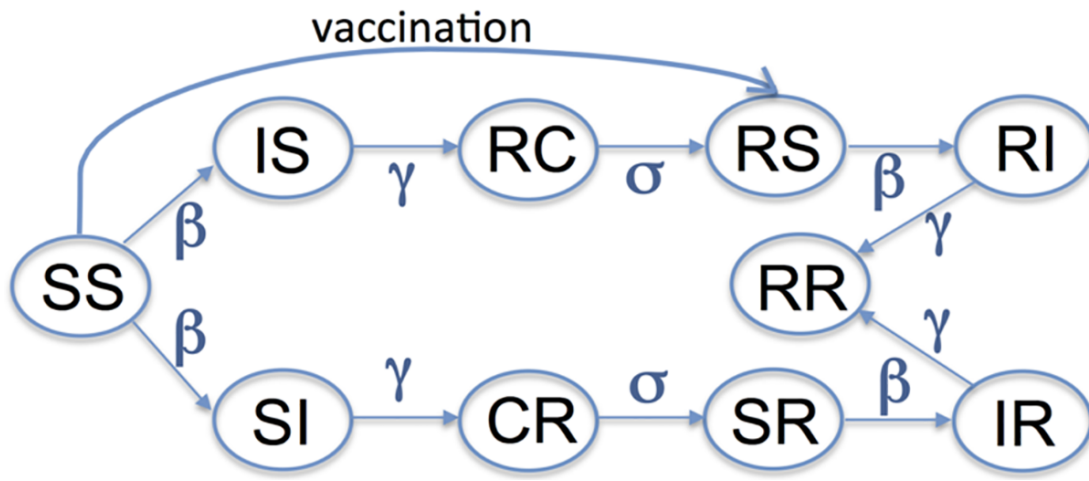 vaccination
IS γ RC σ RS β RI
β γ
SS RR
β γ
SI γ CR σ SR β IR